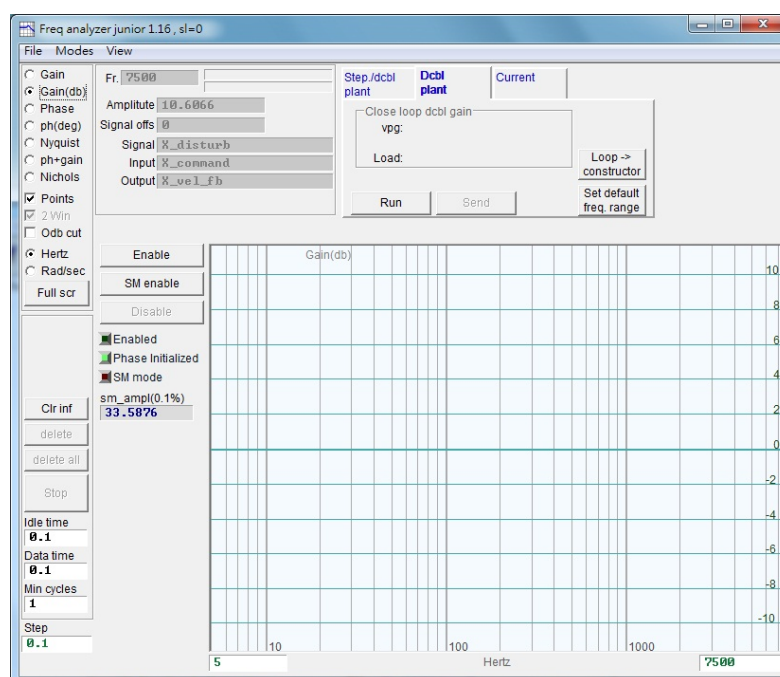 Freq analyzer junior 1.16 , sl=0
File Modes View
Gain
Gain(db)
Phase
ph(deg)
Nyquist
ph+gain
Nichols
Points
2 Win
Odb cut
Hertz
Rad/sec
Full scr
Fr. 7500
Amplitude 10.6066
Signal offs 0
Signal X_disturb
Input X_command
Output X_vel_fb
Step./dcbl plant
Dcbl plant
Current
Close loop dcbl gain
vpg:
Load:
Loop -> constructor
Run
Send
Set default freq. range
Enable
SM enable
Disable
Enabled
Phase Initialized
SM mode
sm_ampl(0.1%)
33.5876
Clr inf
delete
delete all
Stop
Idle time
0.1
Data time
0.1
Min cycles
1
Step
0.1
Gain(db)
10
8
6
4
2
0
-2
-4
-6
-8
-10
10 100 1000
5 Hertz 7500